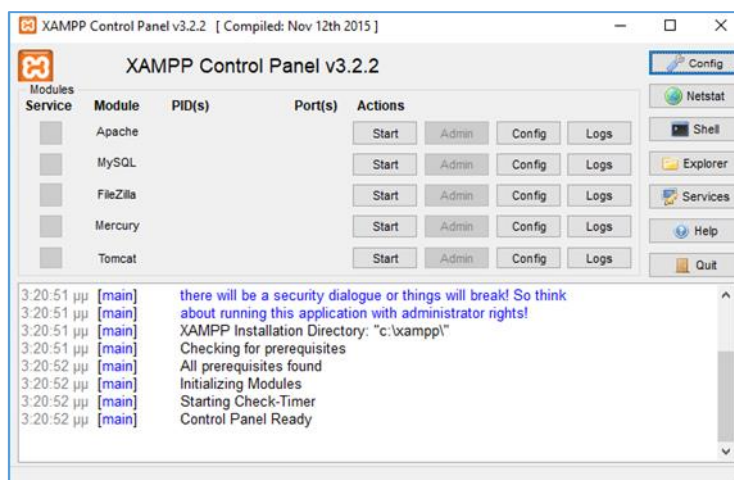 XAMPP Control Panel v3.2.2 [ Compiled: Nov 12th 2015 ]
XAMPP Control Panel v3.2.2
Config
Modules
Service Module PID(s) Port(s) Actions
Netstat
Apache Start Admin Config Logs
Shell
MySQL Start Admin Config Logs
Explorer
FileZilla Start Admin Config Logs
Services
Mercury Start Admin Config Logs
Help
Tomcat Start Admin Config Logs
Quit
3:20:51 μμ [main] there will be a security dialogue or things will break! So think
3:20:51 μμ [main] about running this application with administrator rights!
3:20:51 μμ [main] XAMPP Installation Directory: "c:\xampp\"
3:20:51 μμ [main] Checking for prerequisites
3:20:52 μμ [main] All prerequisites found
3:20:52 μμ [main] Initializing Modules
3:20:52 μμ [main] Starting Check-Timer
3:20:52 μμ [main] Control Panel Ready